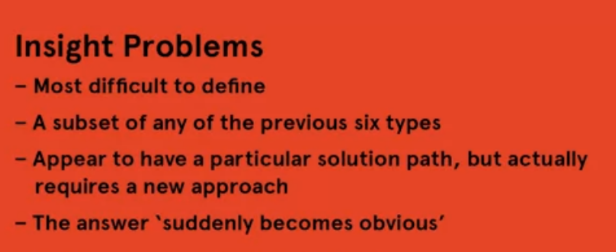 Insight Problems
– Most difficult to define
– A subset of any of the previous six types
– Appear to have a particular solution path, but actually
requires a new approach
– The answer ‘suddenly becomes obvious’